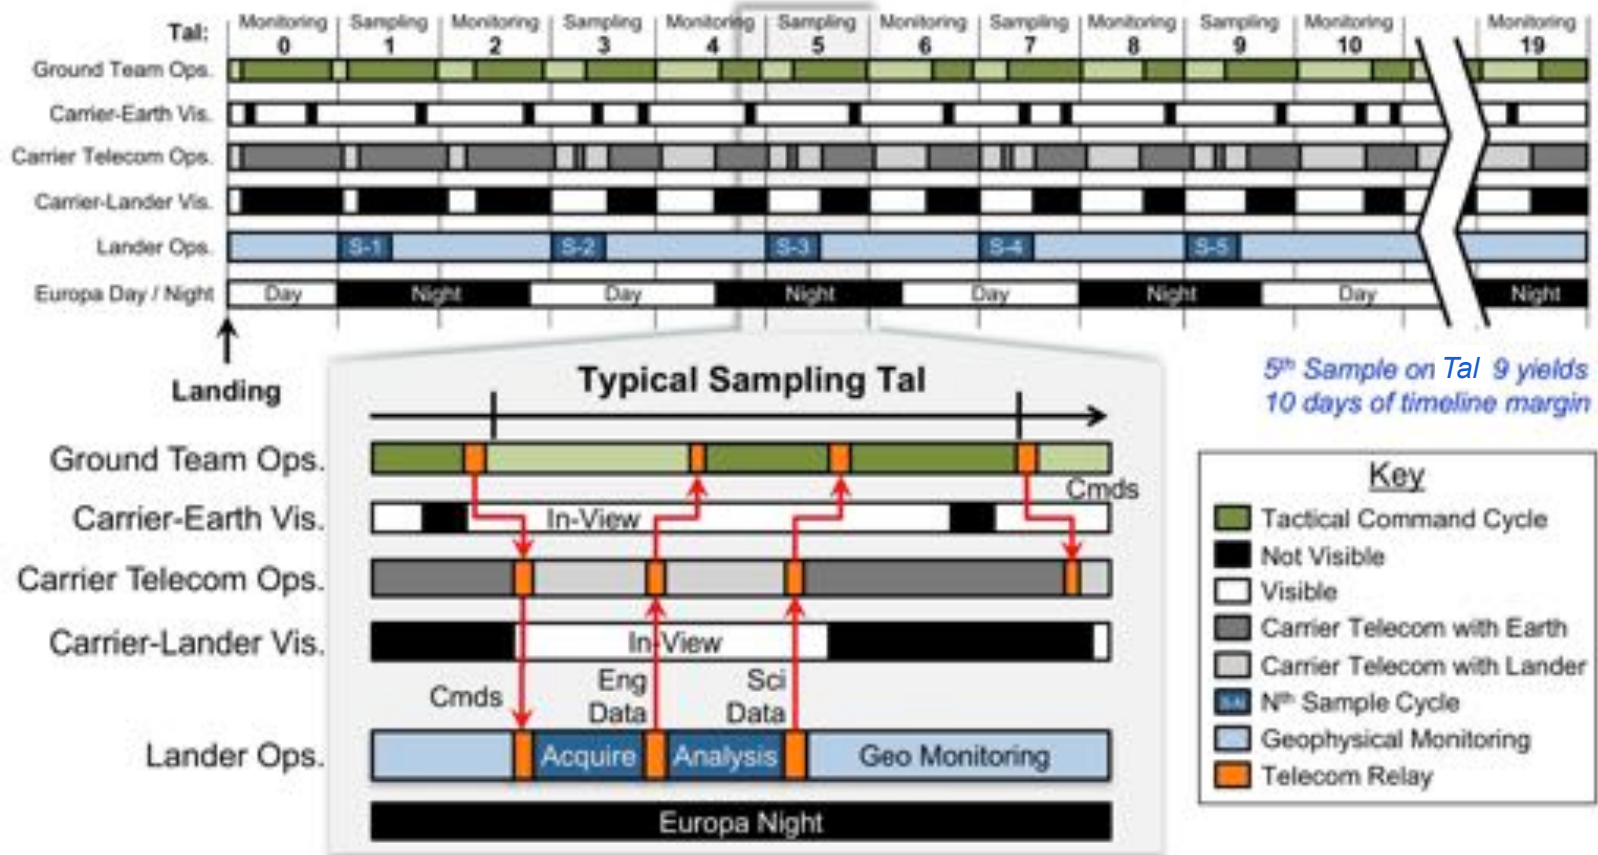 Monitoring Sampling Monitoring Sampling Monitoring Sampling Monitoring Sampling Monitoring Sampling Monitoring Monitoring
Tal: 0 1 2 3 4 5 6 7 8 9 10 19
Ground Team Ops.
Carrier-Earth Vis.
Carrier Telecom Ops.
Carrier-Lander Vis.
Lander Ops. S-1 S-2 S-3 S-4 S-5
Europa Day / Night Day Night Day Night Day Night Day Night
Landing
5th Sample on Tal 9 yields
10 days of timeline margin
Typical Sampling Tal
Ground Team Ops.
Cmds
Carrier-Earth Vis. In-View
Carrier Telecom Ops.
Carrier-Lander Vis. In-View
Cmds
Eng
Data
Sci
Data
Lander Ops. Acquire Analysis Geo Monitoring
Europa Night
Key
Tactical Command Cycle
Not Visible
Visible
Carrier Telecom with Earth
Carrier Telecom with Lander
Nth Sample Cycle
Geophysical Monitoring
Telecom Relay